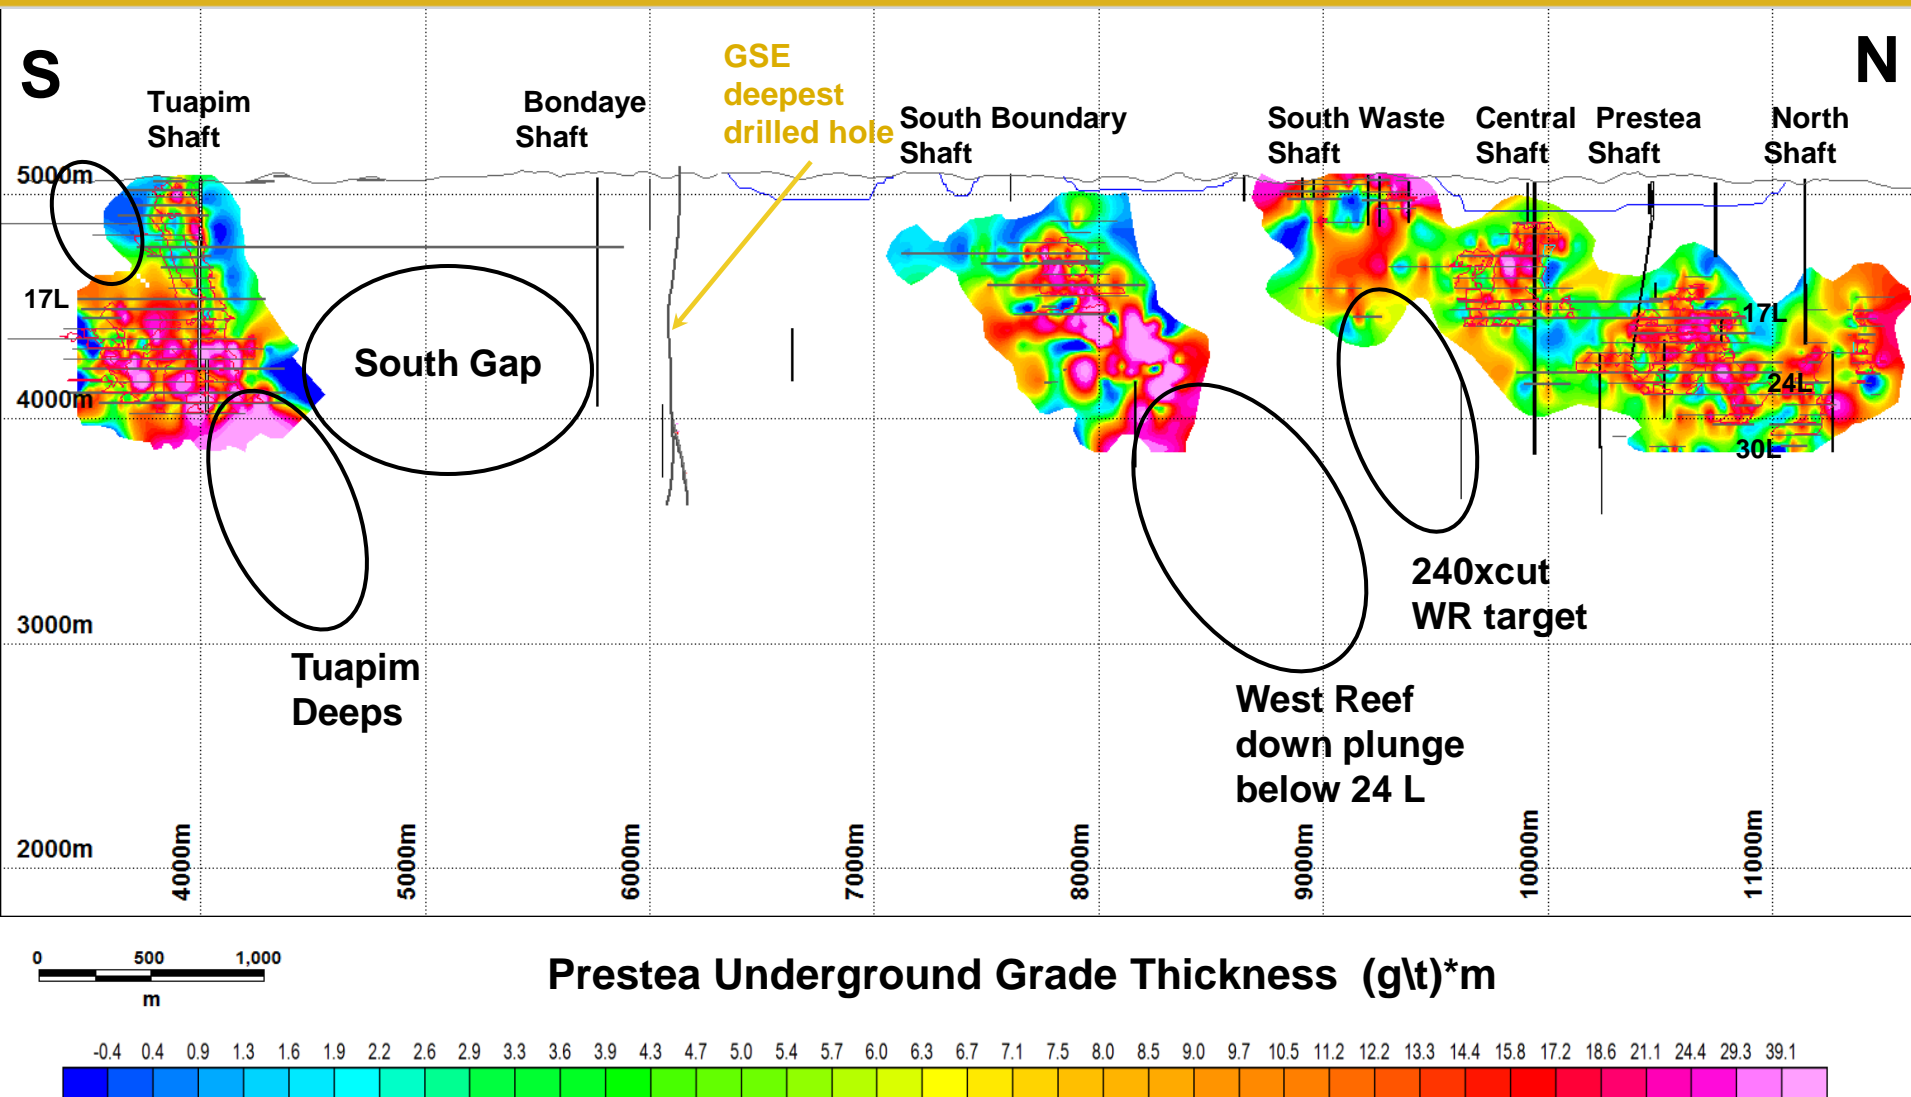 S
N
GSE
deepest
drilled hole
Tuapim
Shaft
Bondaye
Shaft
South Boundary
Shaft
South Waste
Shaft
Central
Shaft
Prestea
Shaft
North
Shaft
5000m
17L
17L
South Gap
24L
4000m
30L
240xcut
WR target
3000m
Tuapim
Deeps
West Reef
down plunge
below 24 L
2000m
4000m
5000m
6000m
7000m
8000m
9000m
10000m
11000m
0 500 1,000
m
Prestea Underground Grade Thickness (g\t)*m
-0.4 0.4 0.9 1.3 1.6 1.9 2.2 2.6 2.9 3.3 3.6 3.9 4.3 4.7 5.0 5.4 5.7 6.0 6.3 6.7 7.1 7.5 8.0 8.5 9.0 9.7 10.5 11.2 12.2 13.3 14.4 15.8 17.2 18.6 21.1 24.4 29.3 39.1